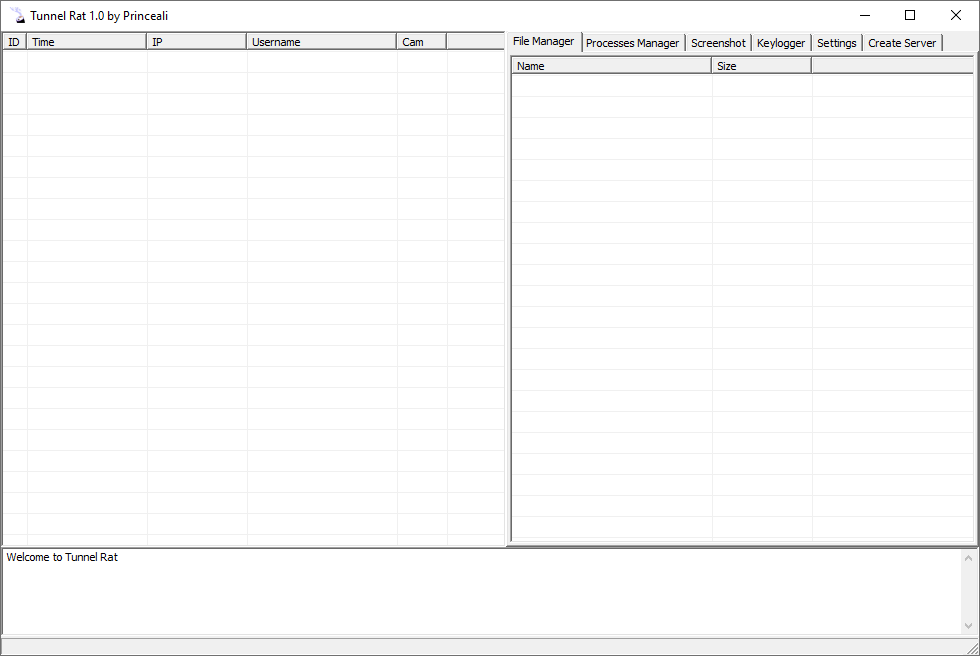 Tunnel Rat 1.0 by Princeali
ID Time IP Username Cam
File Manager Processes Manager Screenshot Keylogger Settings Create Server
Name Size
Welcome to Tunnel Rat